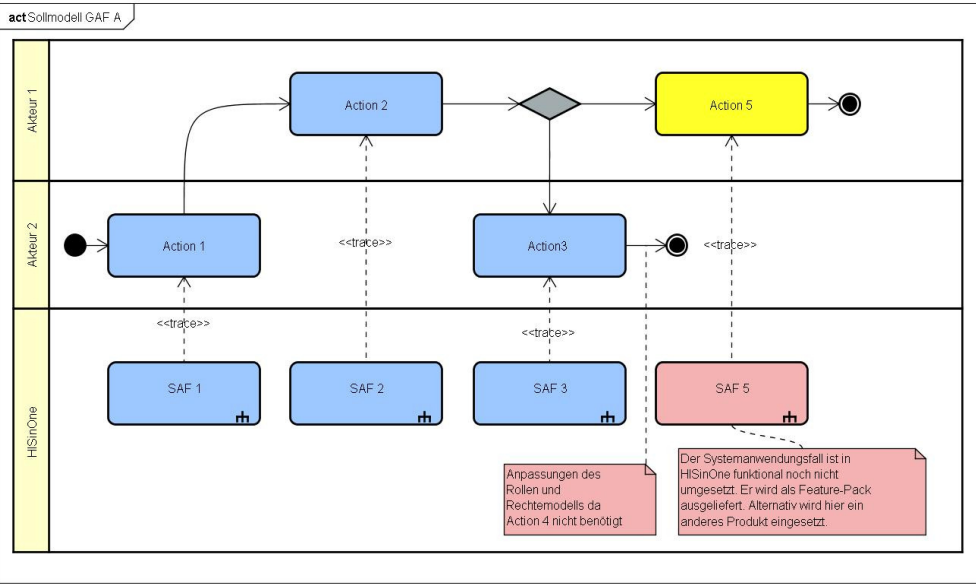 act Sollmodell GAF A
Akteur 1
Action 2
Action 5
Akteur 2
Action 1
<<trace>>
Action3
<<trace>>
<<trace>>
<<trace>>
HISinOne
SAF 1
SAF 2
SAF 3
SAF 5
Anpassungen des
Rollen und
Rechtemodells da
Action 4 nicht benötigt
Der Systemanwendungsfall ist in
HISinOne funktional noch nicht
umgesetzt. Er wird als Feature-Pack
ausgeliefert. Alternativ wird hier ein
anderes Produkt eingesetzt.